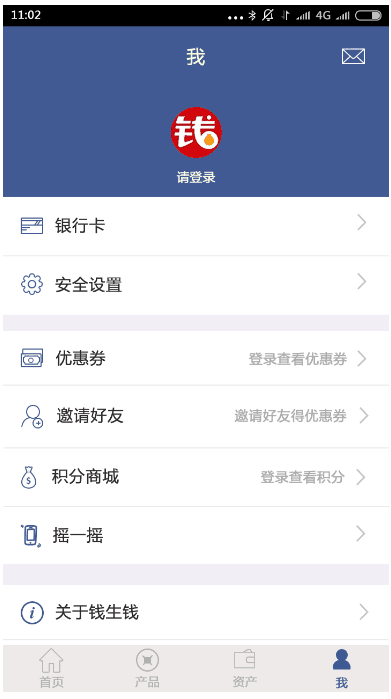 11:02 4G
我
钱
请登录
银行卡
安全设置
优惠券 登录查看优惠券
邀请好友 邀请好友得优惠券
积分商城 登录查看积分
摇一摇
关于钱生钱
首页 产品 资产 我